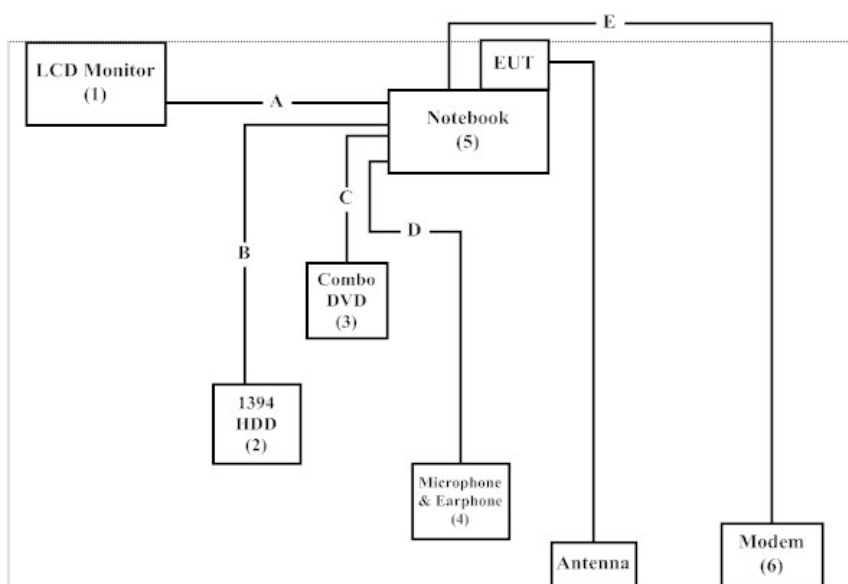 E
EUT
LCD Monitor
(1)
A
Notebook
(5)
C
D
B
Combo
DVD
(3)
1394
HDD
(2)
Microphone
& Earphone
(4)
Antenna
Modem
(6)